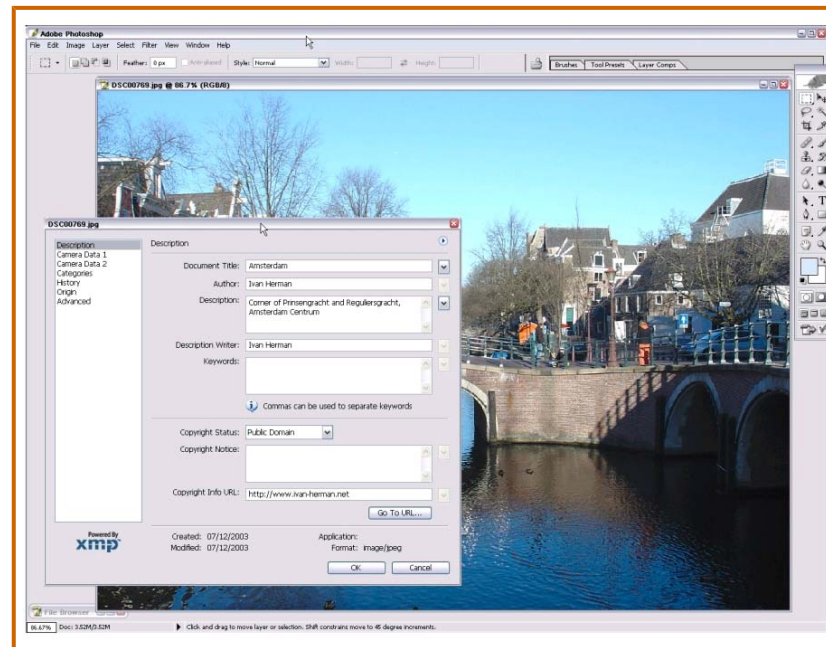 Adobe Photoshop
File Edit Image Layer Select Filter View Window Help
Feather: 0 px Anti-aliased Style: Normal Width: Height: Brushes Tool Presets Layer Comps
DSC00769.jpg @ 86.7% (RGB/8)
DSC00769.jpg
Description
Camera Data 1
Camera Data 2
Categories
History
Origin
Advanced
Description
Document Title: Amsterdam
Author: Ivan Herman
Description: Corner of Prinsengracht and Reguliersgracht,
Amsterdam Centrum
Description Writer: Ivan Herman
Keywords:
Commas can be used to separate keywords
Copyright Status: Public Domain
Copyright Notice:
Copyright Info URL: http://www.ivan-herman.net
Go To URL...
Powered By
xmp
Created: 07/12/2003 Application:
Modified: 07/12/2003 Format: image/jpeg
OK Cancel
File Browser
86.67% Doc: 3.52M/3.52M Click and drag to move layer or selection. Shift constrains move to 45 degree increments.